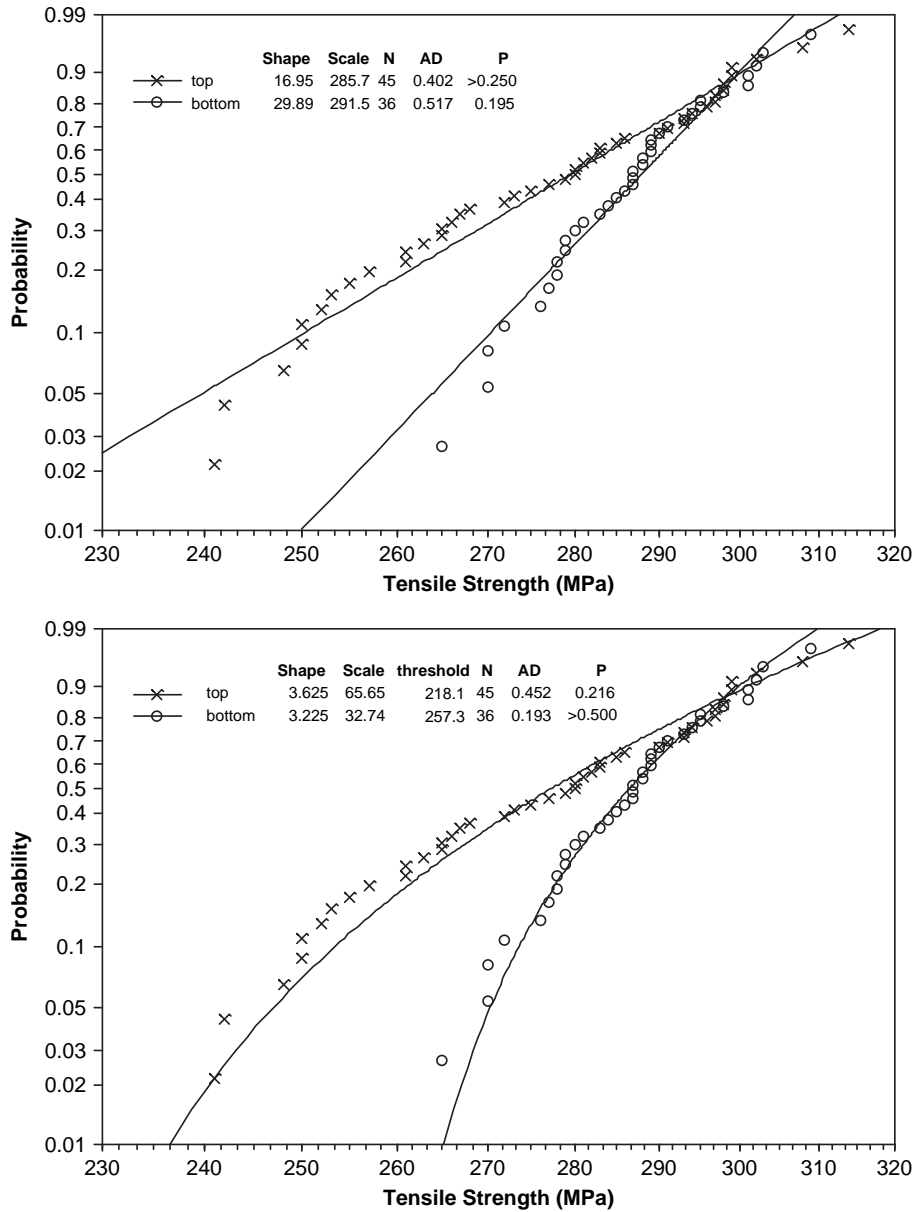 0.99
Shape Scale N AD P
top 16.95 285.7 45 0.402 >0.250
bottom 29.89 291.5 36 0.517 0.195
0.9
0.8
0.7
0.6
0.5
0.4
0.3
0.2
0.1
0.05
0.03
0.02
0.01
Probability
230 240 250 260 270 280 290 300 310 320
Tensile Strength (MPa)
0.99
Shape Scale threshold N AD P
top 3.625 65.65 218.1 45 0.452 0.216
bottom 3.225 32.74 257.3 36 0.193 >0.500
0.9
0.8
0.7
0.6
0.5
0.4
0.3
0.2
0.1
0.05
0.03
0.02
0.01
Probability
230 240 250 260 270 280 290 300 310 320
Tensile Strength (MPa)